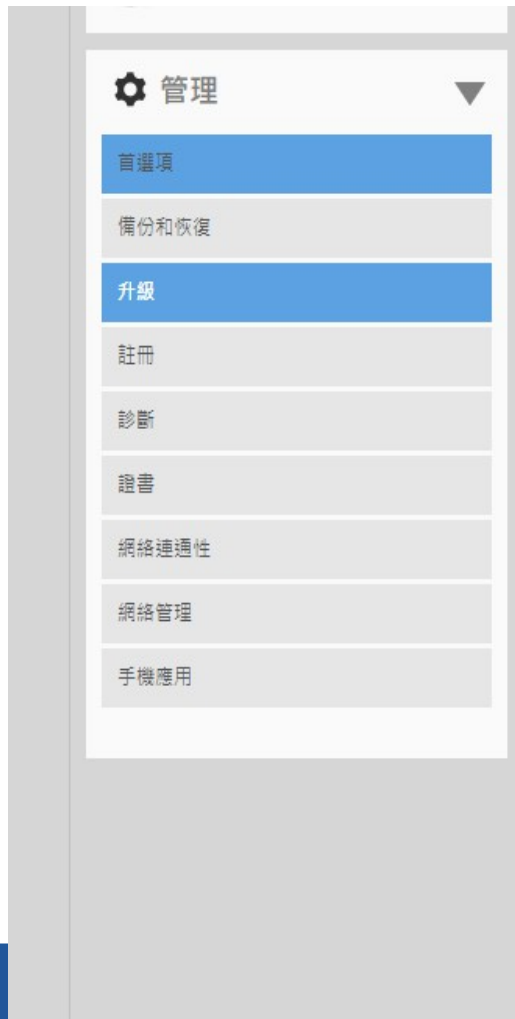 管理
首選項
備份和恢復
升級
註冊
診斷
證書
網絡連通性
網絡管理
手機應用